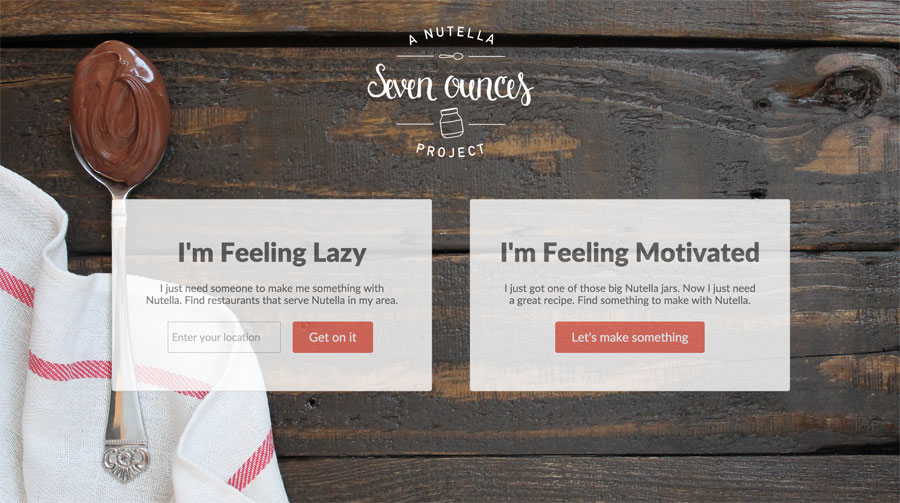 A NUTELLA
Seven ounces
PROJECT
I'm Feeling Lazy
I just need someone to make me something with
Nutella. Find restaurants that serve Nutella in my area.
Enter your location
Get on it
I'm Feeling Motivated
I just got one of those big Nutella jars. Now I just need
a great recipe. Find something to make with Nutella.
Let's make something